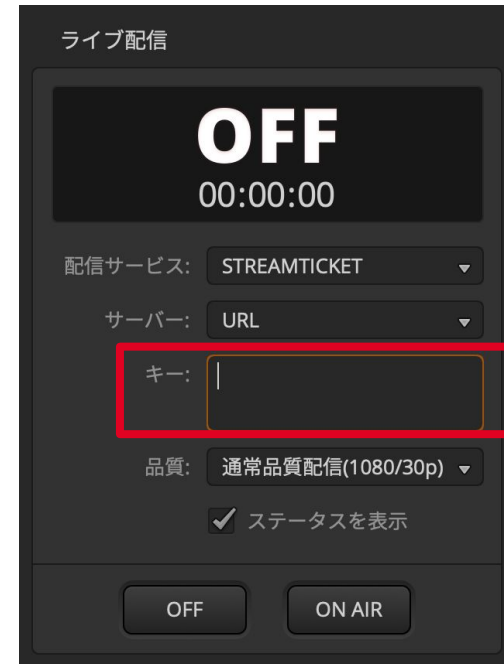 ライブ配信
OFF
00:00:00
配信サービス: STREAMTICKET
サーバー: URL
キー:
品質: 通常品質配信(1080/30p)
ステータスを表示
OFF ON AIR